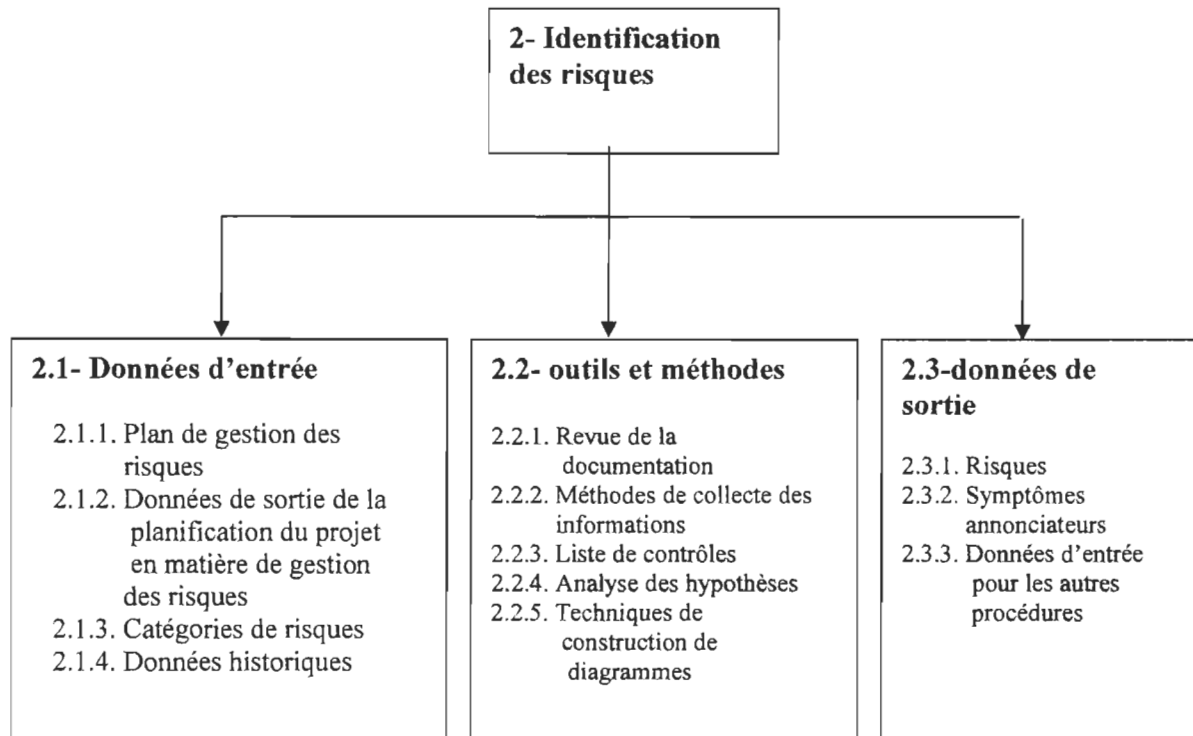 2- Identification
des risques
2.1- Données d'entrée
2.1.1. Plan de gestion des
risques
2.1.2. Données de sortie de la
planification du projet
en matière de gestion
des risques
2.1.3. Catégories de risques
2.1.4. Données historiques
2.2- outils et méthodes
2.2.1. Revue de la
documentation
2.2.2. Méthodes de collecte des
informations
2.2.3. Liste de contrôles
2.2.4. Analyse des hypothèses
2.2.5. Techniques de
construction de
diagrammes
2.3-données de
sortie
2.3.1. Risques
2.3.2. Symptômes
annonciateurs
2.3.3. Données d'entrée
pour les autres
procédures